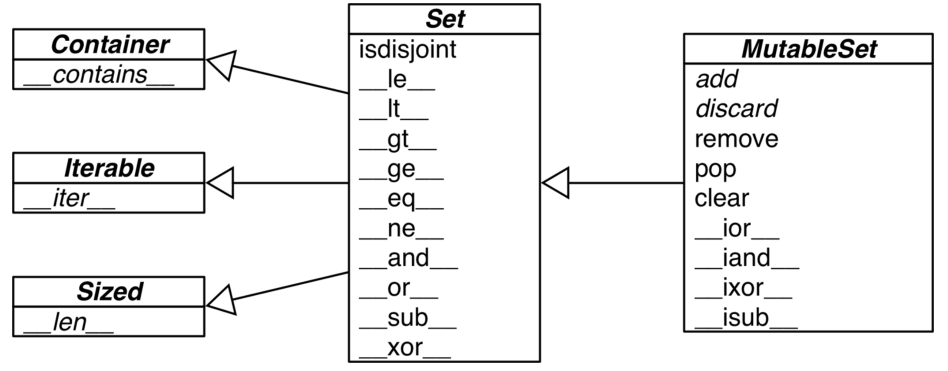 Container
__contains__
Iterable
__iter__
Sized
__len__
Set
isdisjoint
__le__
__lt__
__gt__
__ge__
__eq__
__ne__
__and__
__or__
__sub__
__xor__
MutableSet
add
discard
remove
pop
clear
__ior__
__iand__
__ixor__
__isub__